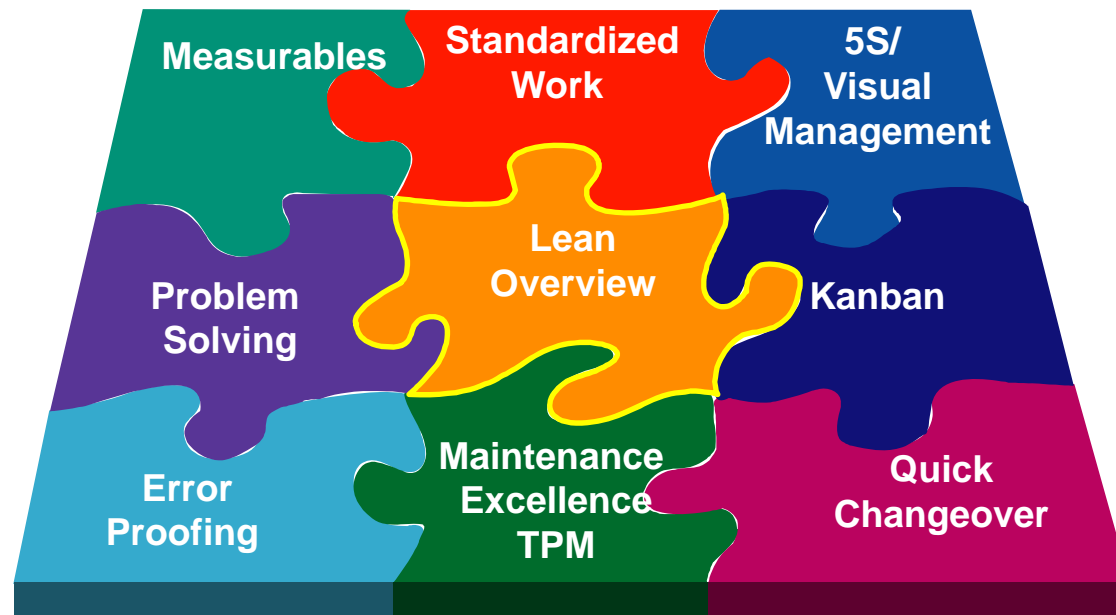 Measurables
Standardized
Work
5S/
Visual
Management
Problem
Solving
Lean
Overview
Kanban
Error
Proofing
Maintenance
Excellence
TPM
Quick
Changeover